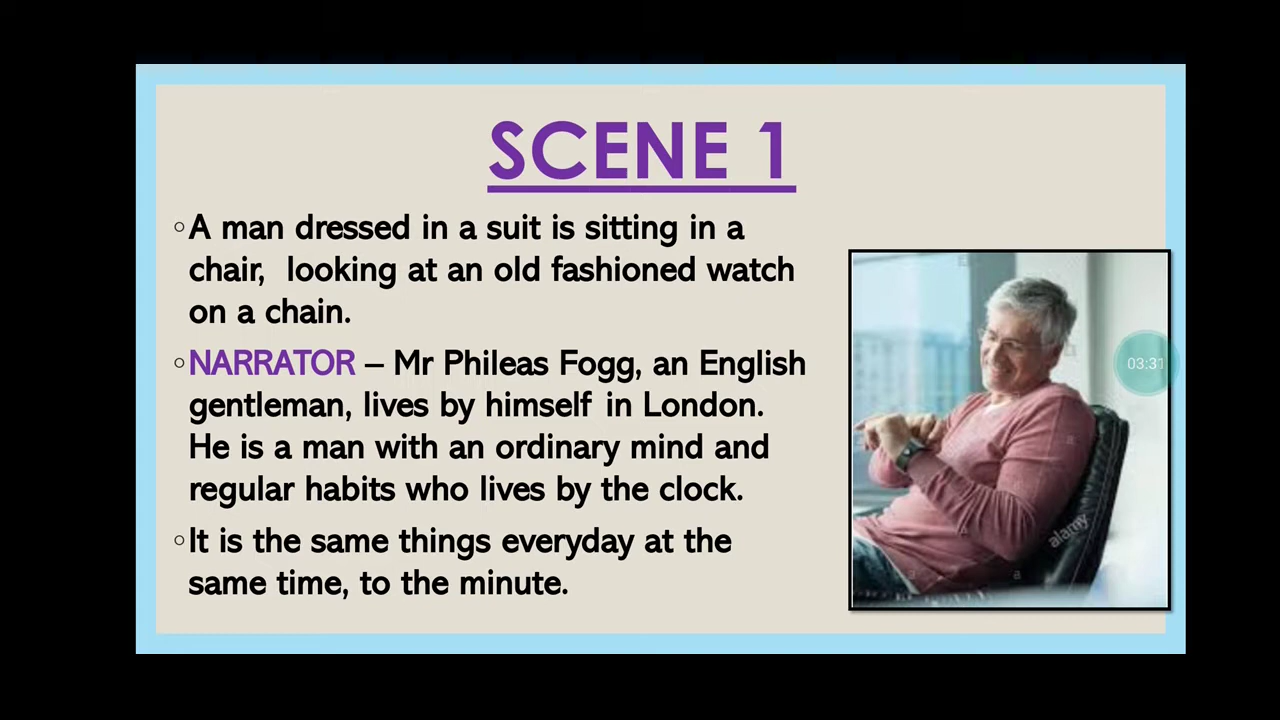 SCENE 1
◦A man dressed in a suit is sitting in a
chair,  looking at an old fashioned watch
on a chain.
◦NARRATOR – Mr Phileas Fogg, an English
gentleman, lives by himself in London.
He is a man with an ordinary mind and
regular habits who lives by the clock.
◦It is the same things everyday at the
same time, to the minute.
03:31
alamy
a
a
a